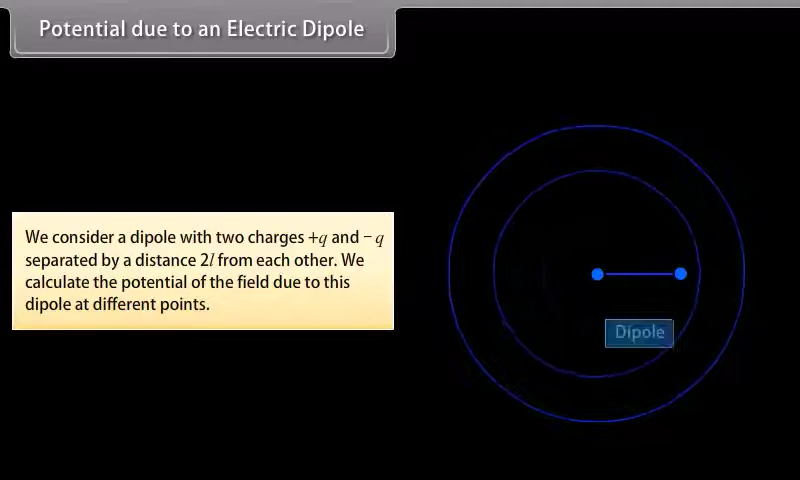 Potential due to an Electric Dipole
We consider a dipole with two charges +q and − q
separated by a distance 2l from each other. We
calculate the potential of the field due to this
dipole at different points.
Dipole